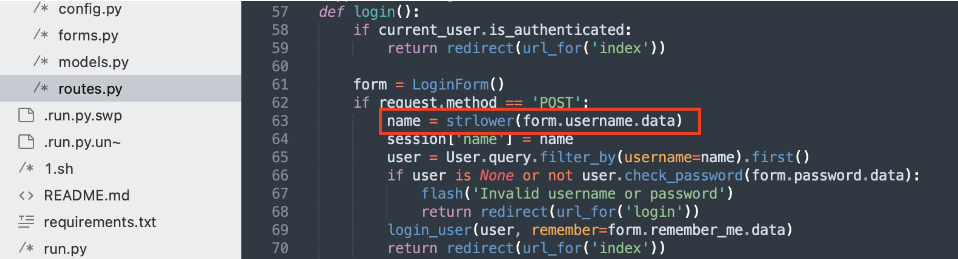 config.py
/* forms.py
/* models.py
/* routes.py
.run.py.swp
.run.py.un~
/* 1.sh
<> README.md
requirements.txt
/* run.py
57 def login():
58     if current_user.is_authenticated:
59         return redirect(url_for('index'))
60
61     form = LoginForm()
62     if request.method == 'POST':
63         name = strlower(form.username.data)
64         session['name'] = name
65         user = User.query.filter_by(username=name).first()
66         if user is None or not user.check_password(form.password.data):
67             flash('Invalid username or password')
68             return redirect(url_for('login'))
69         login_user(user, remember=form.remember_me.data)
70         return redirect(url_for('index'))